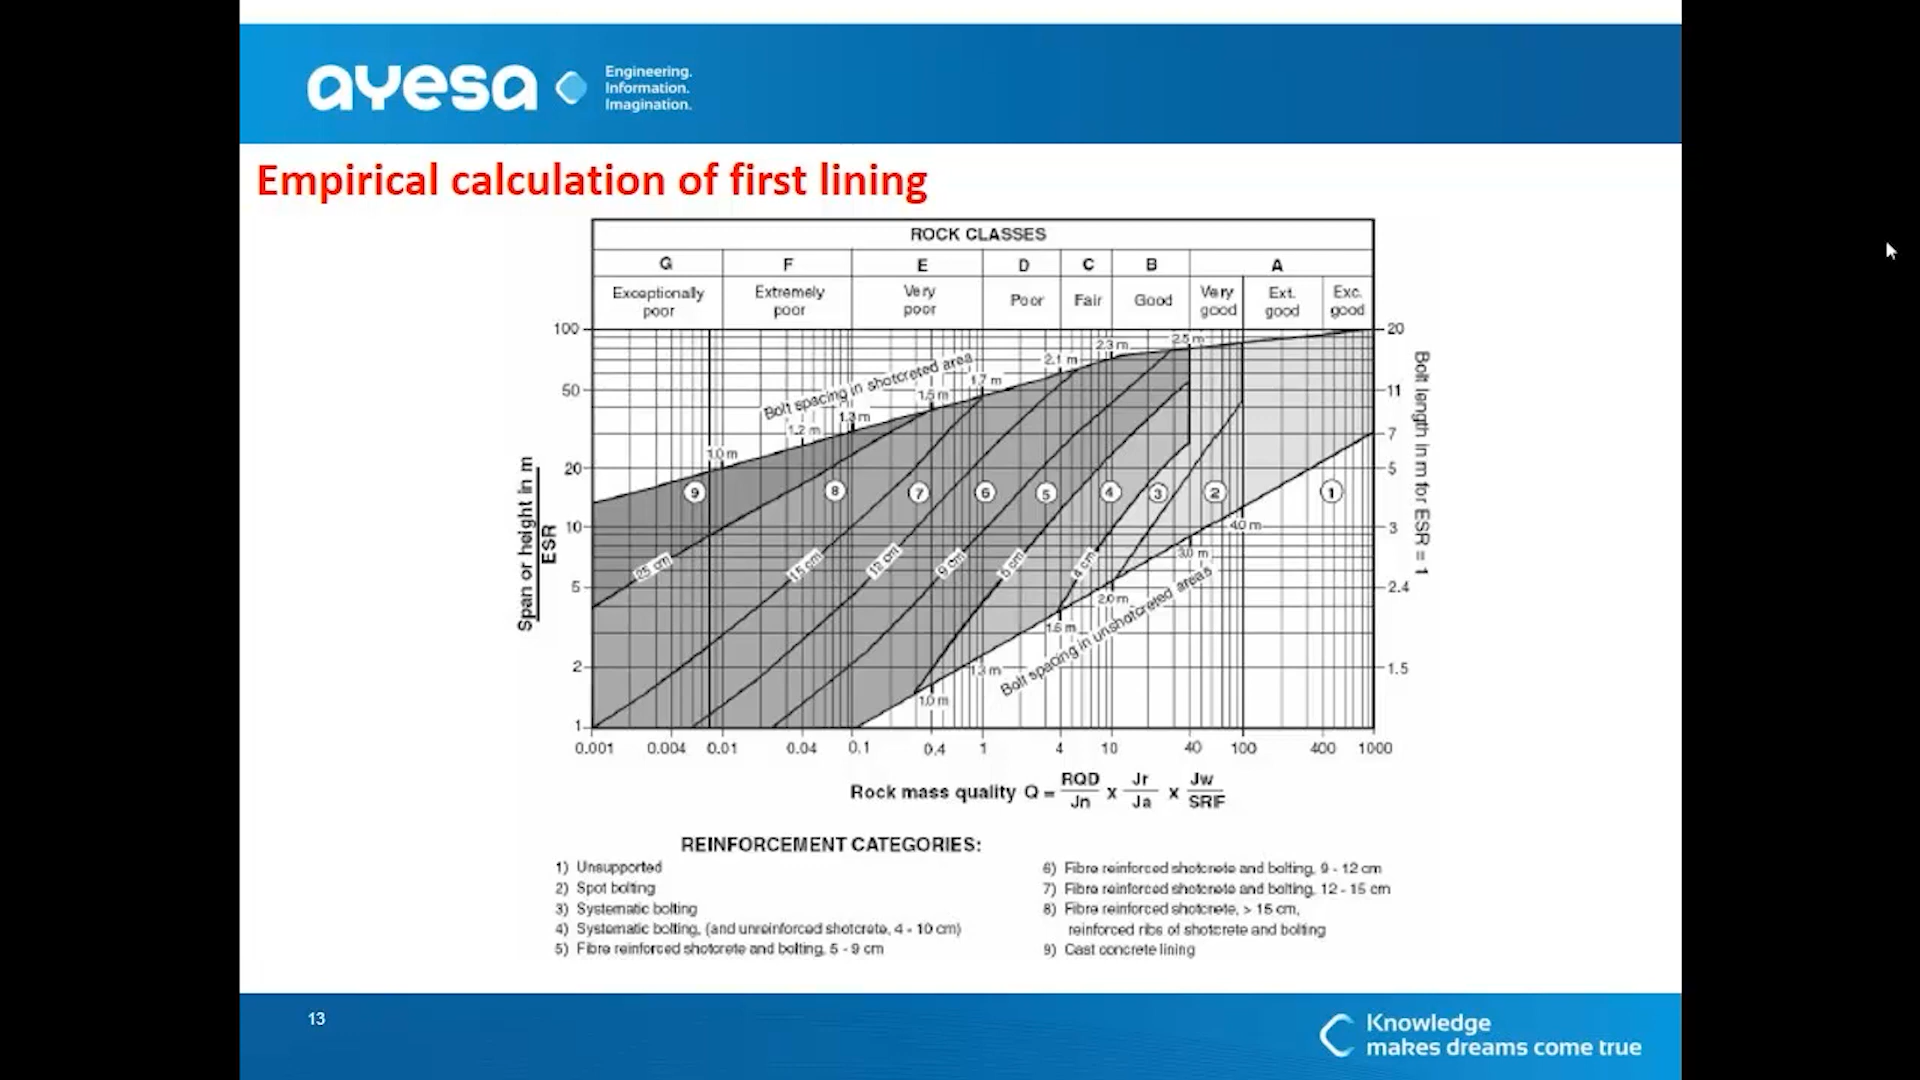 ayesa
Engineering.
Information.
Imagination.
Empirical calculation of first lining
ROCK CLASSES
G F E D C B A
Exceptionally poor
Extremely poor
Very poor
Poor
Fair
Good
Very good
Ext. good
Exc. good
Bolt spacing in shotcreted area
1.0 m
1.2 m
1.3 m
1.5 m
1.7 m
2.1 m
2.3 m
2.5 m
100
50
20
10
5
2
1
Span or height in m
ESR
20
11
7
5
3
2.4
1.5
Bolt length in m for ESR = 1
9 8 7 6 5 4 3 2 1
25 cm
15 cm
12 cm
9 cm
5 cm
4 cm
4.0 m
3.0 m
2.0 m
1.6 m
1.3 m
1.0 m
Bolt spacing in unshotcreted areas
0.001 0.004 0.01 0.04 0.1 0.4 1 4 10 40 100 400 1000
Rock mass quality Q = RQD/Jn x Jr/Ja x Jw/SRF
REINFORCEMENT CATEGORIES:
1) Unsupported
2) Spot bolting
3) Systematic bolting
4) Systematic bolting, (and unreinforced shotcrete, 4 - 10 cm)
5) Fibre reinforced shotcrete and bolting, 5 - 9 cm
6) Fibre reinforced shotcrete and bolting, 9 - 12 cm
7) Fibre reinforced shotcrete and bolting, 12 - 15 cm
8) Fibre reinforced shotcrete, > 15 cm,
reinforced ribs of shotcrete and bolting
9) Cast concrete lining
13
Knowledge
makes dreams come true